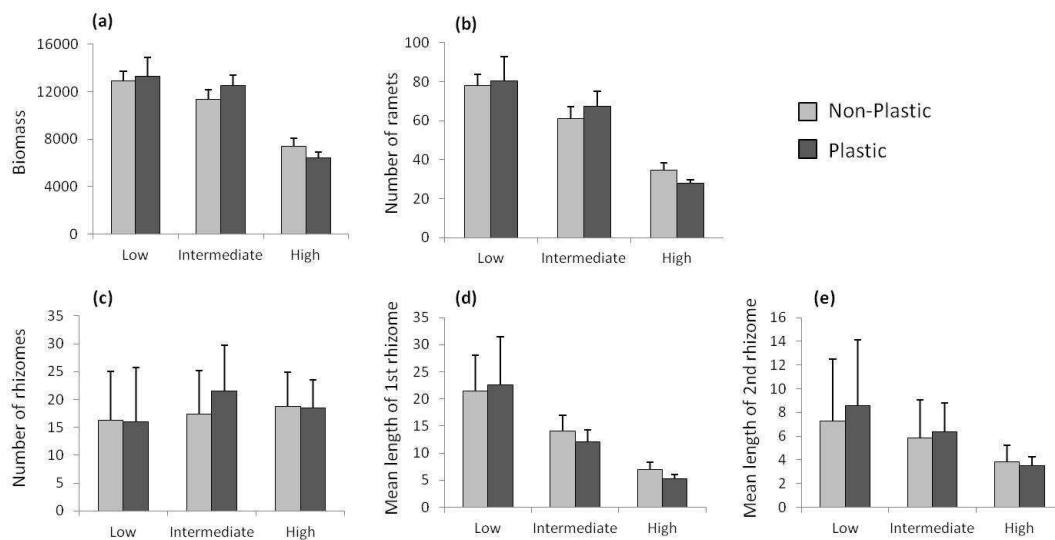 (a)
Biomass
16000
12000
8000
4000
0
Low
Intermediate
High
(b)
Number of ramets
100
80
60
40
20
0
Low
Intermediate
High
Non-Plastic
Plastic
(c)
Number of rhizomes
35
30
25
20
15
10
5
0
Low
Intermediate
High
(d)
Mean length of 1st rhizome
35
30
25
20
15
10
5
0
Low
Intermediate
High
(e)
Mean length of 2nd rhizome
16
14
12
10
8
6
4
2
0
Low
Intermediate
High